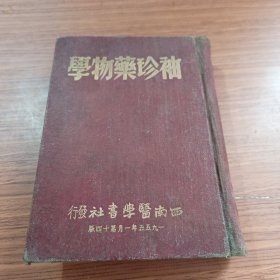 袖珍藥物學
西南醫學書社發行
一九五五年一月第十四版